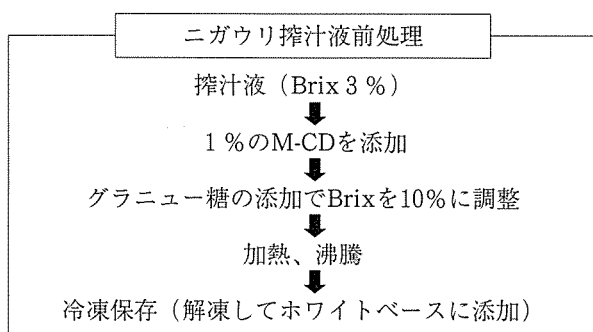 ニガウリ搾汁液前処理
搾汁液（Brix 3 %）
1 %のM-CDを添加
グラニュー糖の添加でBrixを10%に調整
加熱、沸騰
冷凍保存（解凍してホワイトベースに添加）